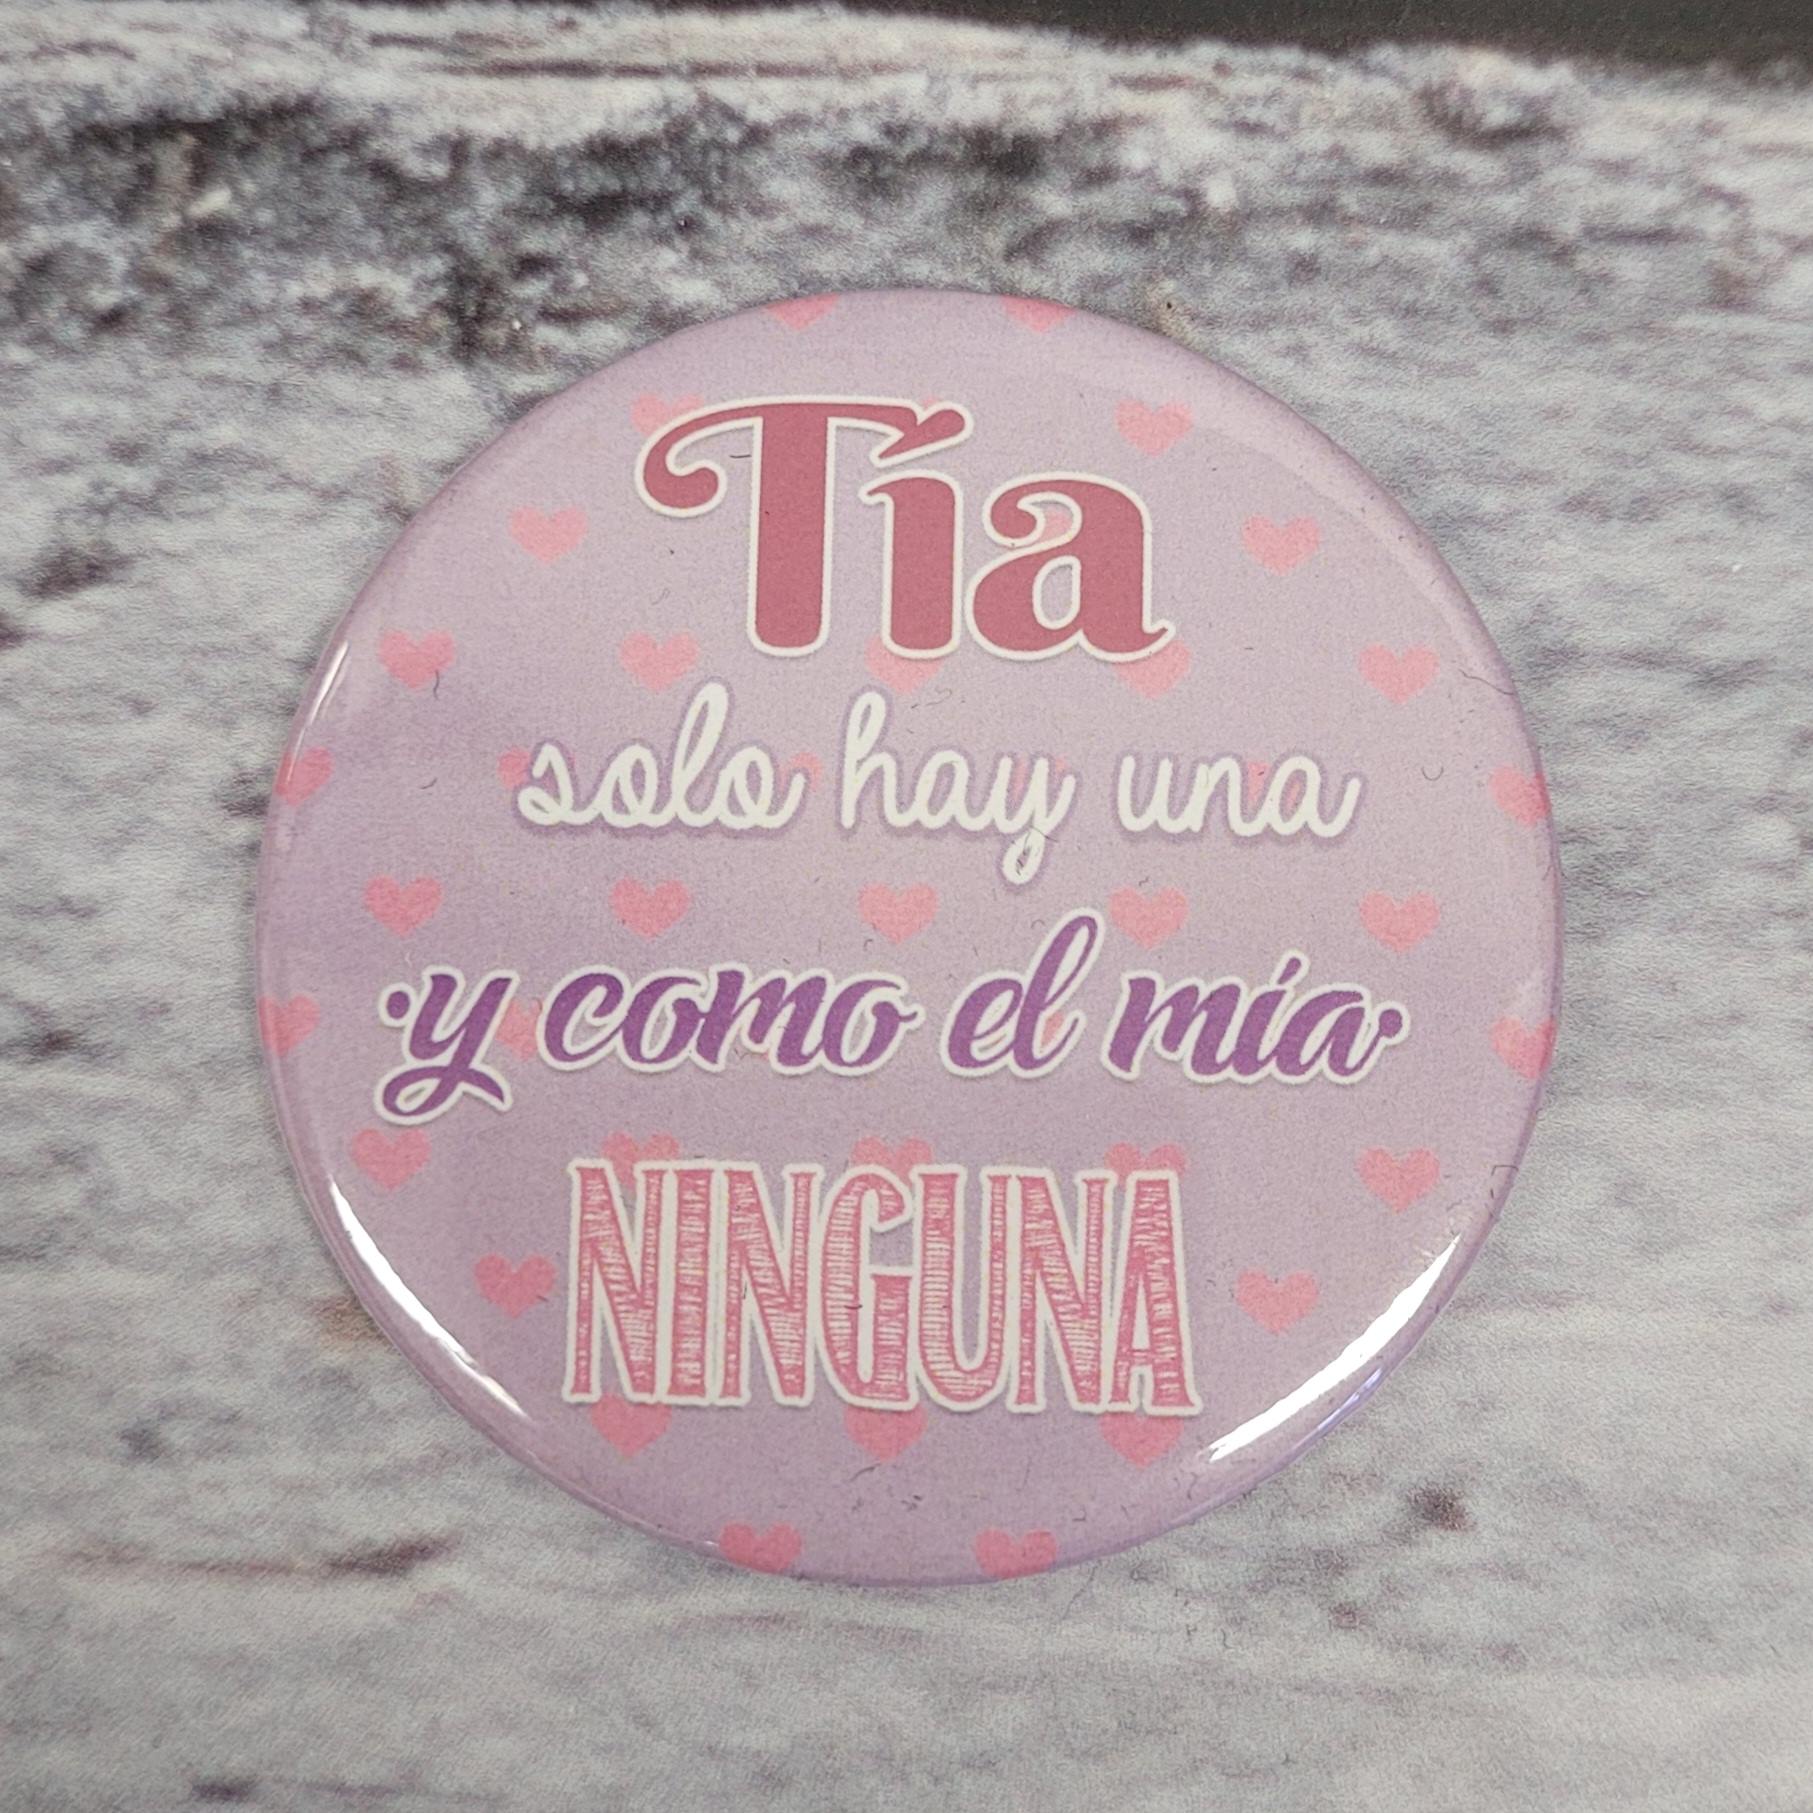 Tía
solo hay una
·y como el mía·
NINGUNA